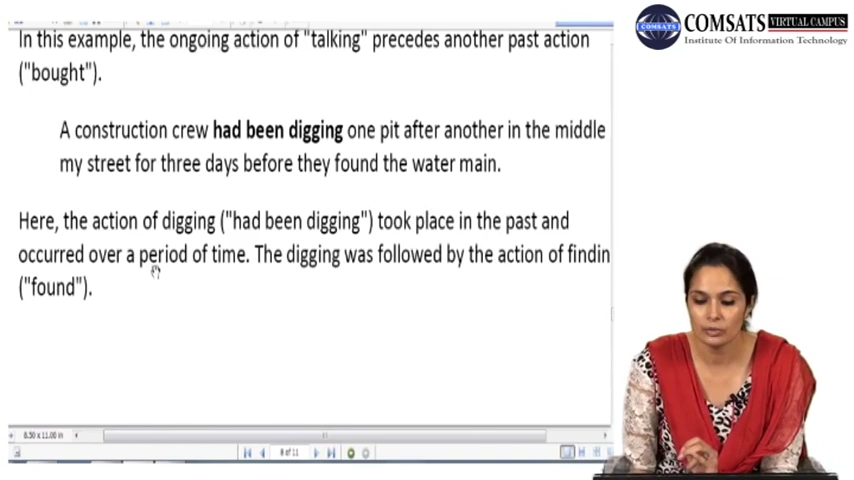 COMSATS VIRTUAL CAMPUS
Institute Of Information Technology
In this example, the ongoing action of "talking" precedes another past action
("bought").
A construction crew had been digging one pit after another in the middle
my street for three days before they found the water main.
Here, the action of digging ("had been digging") took place in the past and
occurred over a period of time. The digging was followed by the action of findin
("found").
8.50 x 11.00 in
8 of 11